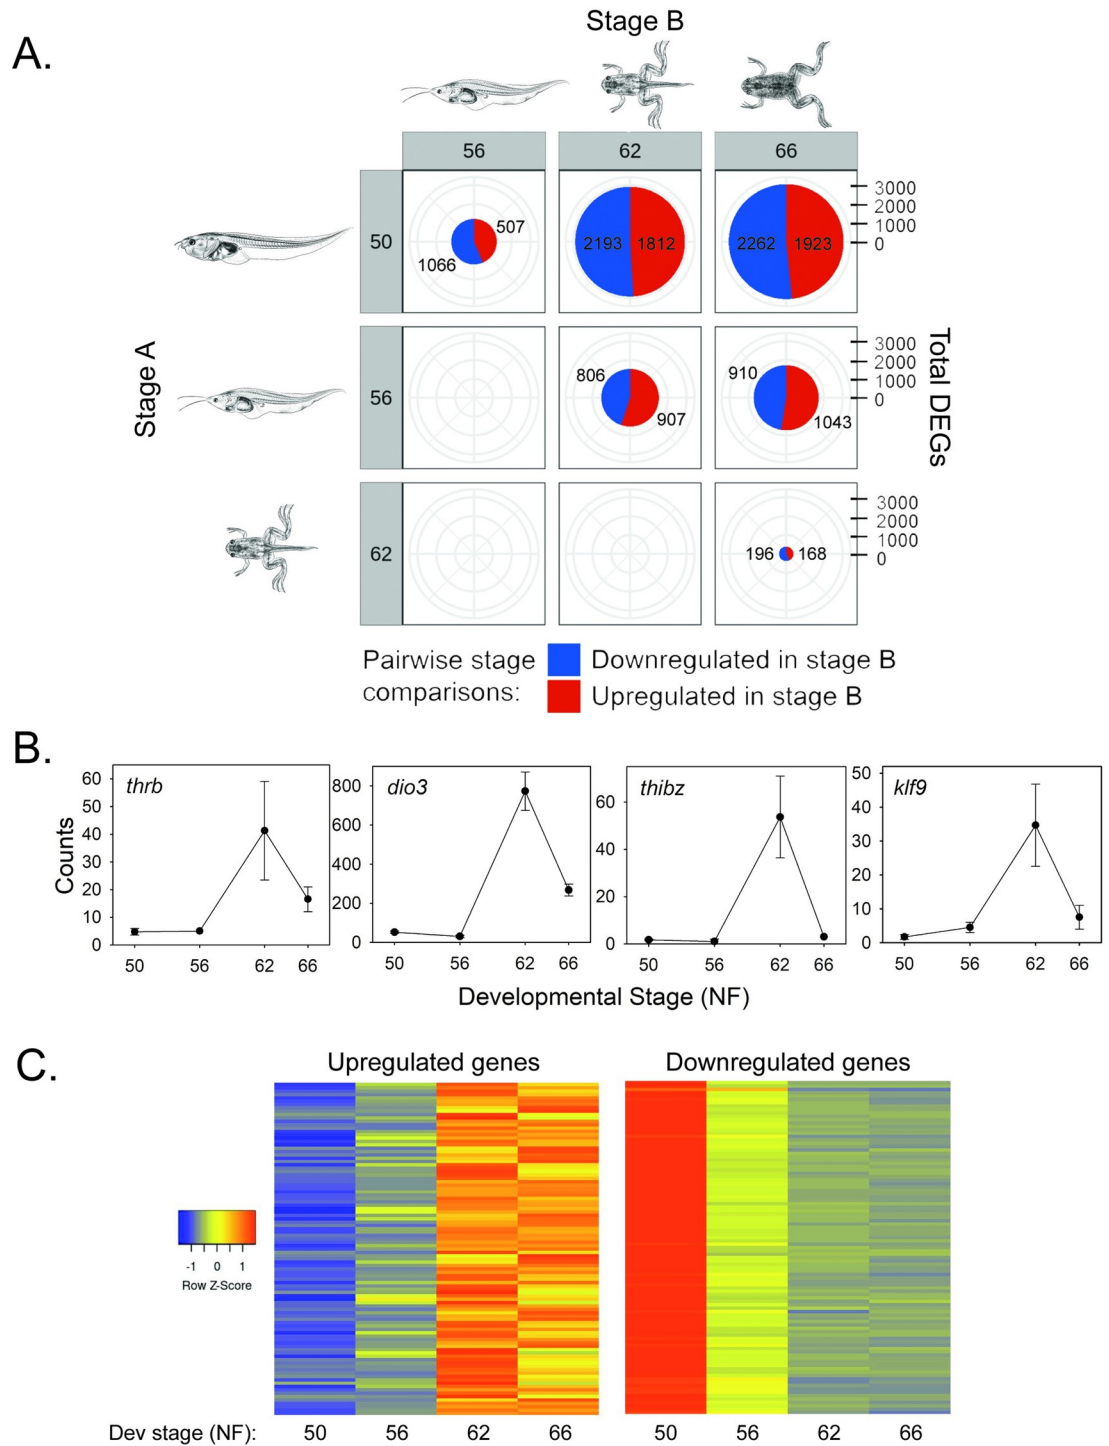 Stage B
A.
56 62 66
50
1066 507
2193 1812
2262 1923
3000
2000
1000
0
Stage A
56
806 907
910 1043
3000
2000
1000
0
Total DEGs
62
196 168
3000
2000
1000
0
Pairwise stage
comparisons:
Downregulated in stage B
Upregulated in stage B
B.
Counts
thrb
60
50
40
30
20
10
0
50 56 62 66
dio3
800
600
400
200
0
50 56 62 66
thibz
60
40
20
0
50 56 62 66
klf9
50
40
30
20
10
0
50 56 62 66
Developmental Stage (NF)
C.
Upregulated genes
Downregulated genes
-1 0 1
Row Z-Score
Dev stage (NF): 50 56 62 66 50 56 62 66